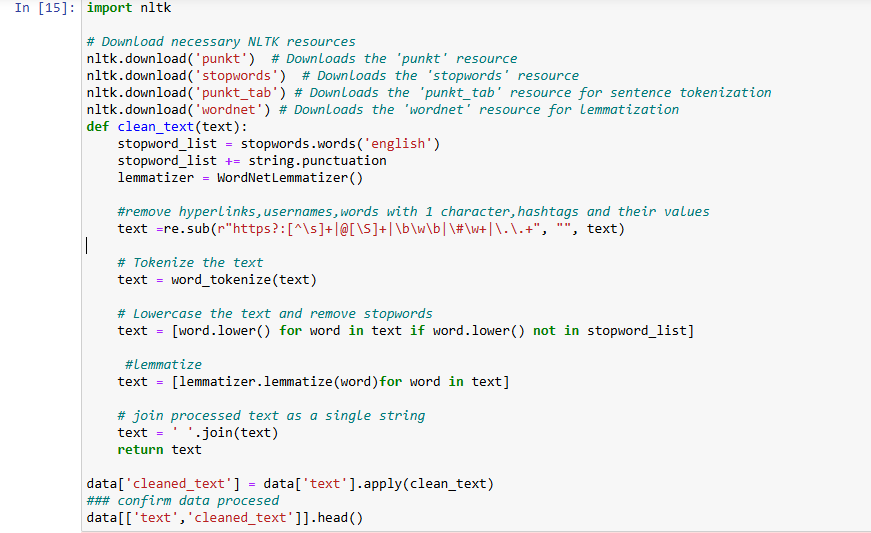 In [15]: import nltk

# Download necessary NLTK resources
nltk.download('punkt')  # Downloads the 'punkt' resource
nltk.download('stopwords')  # Downloads the 'stopwords' resource
nltk.download('punkt_tab') # Downloads the 'punkt_tab' resource for sentence tokenization
nltk.download('wordnet') # Downloads the 'wordnet' resource for lemmatization
def clean_text(text):
    stopword_list = stopwords.words('english')
    stopword_list += string.punctuation
    lemmatizer = WordNetLemmatizer()

    #remove hyperlinks,usernames,words with 1 character,hashtags and their values
    text =re.sub(r"https?:[^\s]+|@[\S]+|\b\w\b|\#\w+|\.\.+", "", text)

    # Tokenize the text
    text = word_tokenize(text)

    # Lowercase the text and remove stopwords
    text = [word.lower() for word in text if word.lower() not in stopword_list]

     #lemmatize
    text = [lemmatizer.lemmatize(word)for word in text]

    # join processed text as a single string
    text = ' '.join(text)
    return text

data['cleaned_text'] = data['text'].apply(clean_text)
### confirm data procesed
data[['text','cleaned_text']].head()